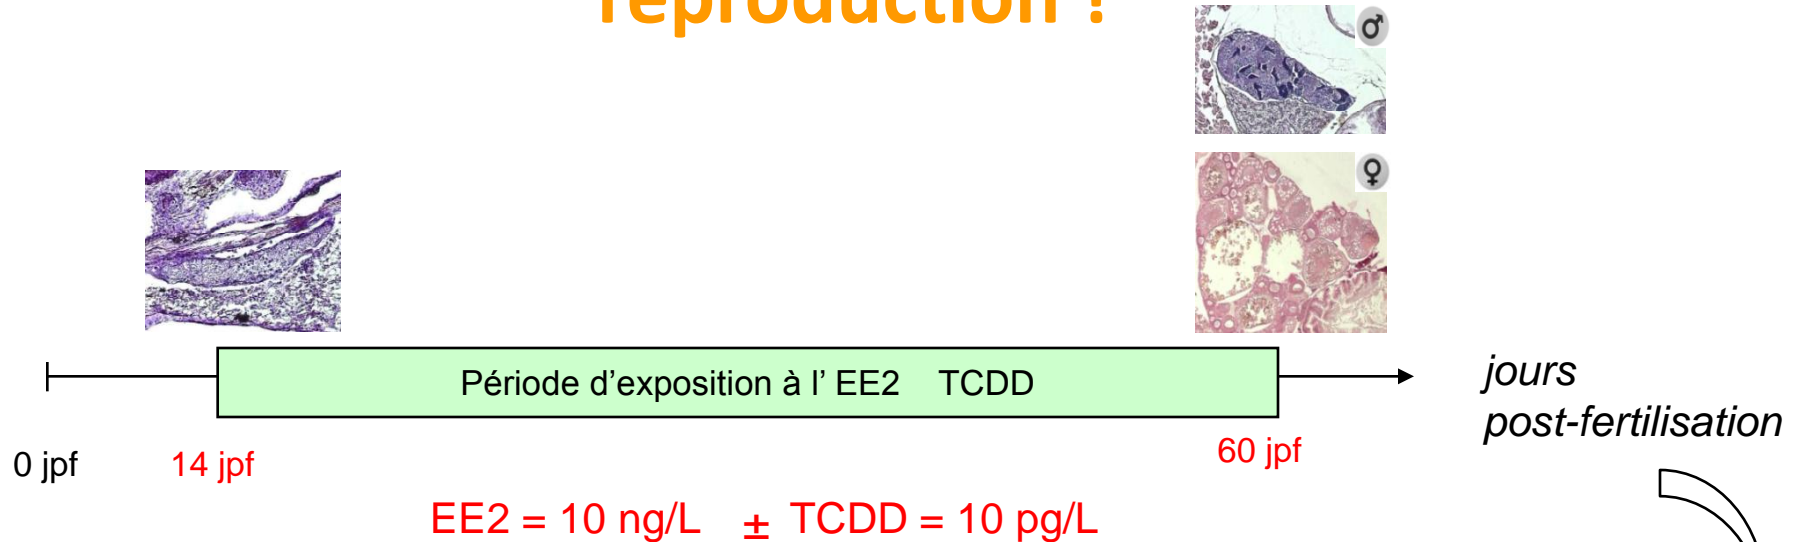 reproduction !
♂
♀
Période d'exposition à l' EE2 TCDD
jours
post-fertilisation
0 jpf
14 jpf
60 jpf
EE2 = 10 ng/L ± TCDD = 10 pg/L